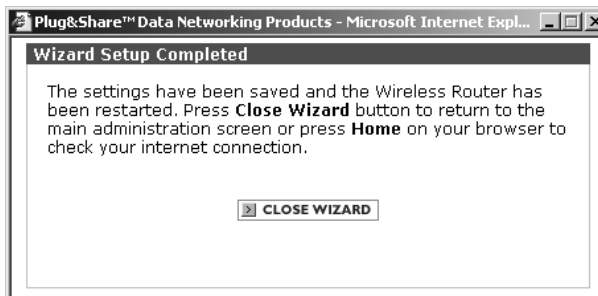 Plug&Share™ Data Networking Products - Microsoft Internet Expl...
Wizard Setup Completed
The settings have been saved and the Wireless Router has
been restarted. Press Close Wizard button to return to the
main administration screen or press Home on your browser to
check your internet connection.
CLOSE WIZARD